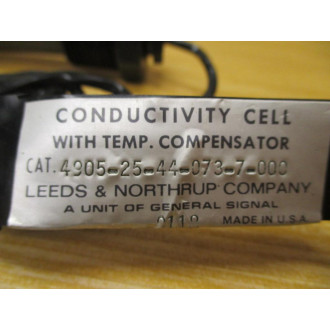 CONDUCTIVITY CELL
WITH TEMP. COMPENSATOR
CAT. 4905-25-44-073-7-000
LEEDS & NORTHRUP COMPANY
A UNIT OF GENERAL SIGNAL
MADE IN U.S.A.